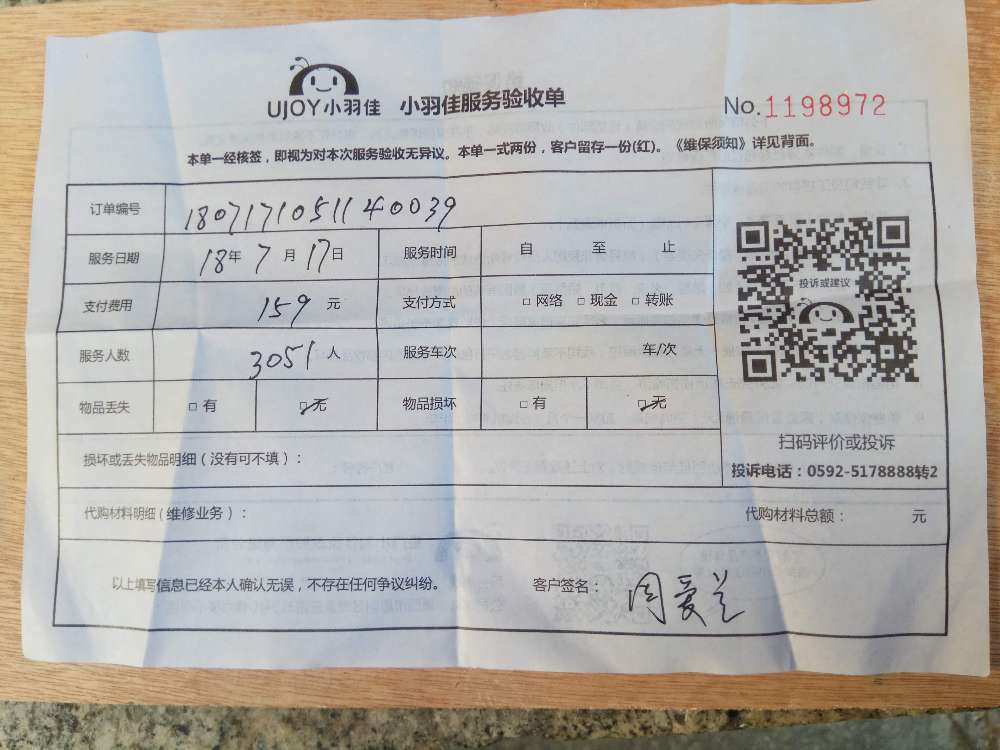 UJOY小羽佳 小羽佳服务验收单 No.1198972
本单一经核签，即视为对本次服务验收无异议。本单一式两份，客户留存一份(红)。《维保须知》详见背面。
订单编号 180717105114 0039
服务日期 18年 7月 17日 服务时间 自 至 止
支付费用 159 元 支付方式 □ 网络 □ 现金 □ 转账
投诉或建议
服务人数 3051 人 服务车次 车/次
物品丢失 □ 有 ☑ 无 物品损坏 □ 有 ☑ 无
扫码评价或投诉
投诉电话：0592-5178888转2
损坏或丢失物品明细（没有可不填）：
代购材料明细（维修业务）： 代购材料总额： 元
以上填写信息已经本人确认无误，不存在任何争议纠纷。 客户签名： 周爱兰